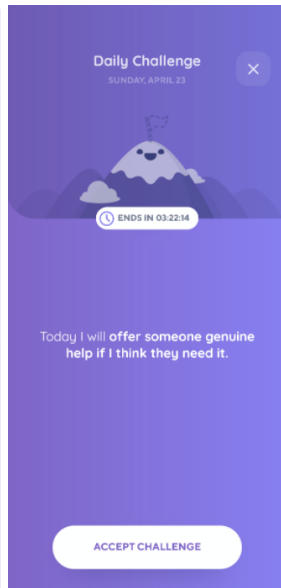 Daily Challenge
SUNDAY, APRIL 23
ENDS IN 03:22:14
Today I will offer someone genuine
help if I think they need it.
ACCEPT CHALLENGE